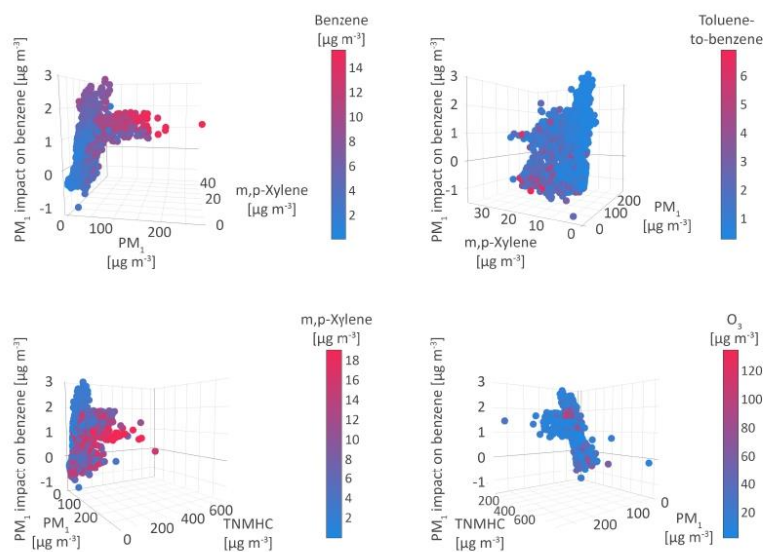 Benzene
[µg m⁻³]
PM₁ impact on benzene [µg m⁻³]
3
2
1
0
-1
0
100
200
PM₁
[µg m⁻³]
40
20
0
m,p-Xylene
[µg m⁻³]
14
12
10
8
6
4
2
Toluene-
to-benzene
PM₁ impact on benzene [µg m⁻³]
3
2
1
0
-1
30
20
10
0
m,p-Xylene
[µg m⁻³]
200
100
0
PM₁
[µg m⁻³]
6
5
4
3
2
1
m,p-Xylene
[µg m⁻³]
PM₁ impact on benzene [µg m⁻³]
3
2
1
0
-1
0
100
200
PM₁
[µg m⁻³]
0
200
400
600
TNMHC
[µg m⁻³]
18
16
14
12
10
8
6
4
2
O₃
[µg m⁻³]
PM₁ impact on benzene [µg m⁻³]
3
2
1
0
-1
200
400
600
TNMHC
[µg m⁻³]
200
100
0
PM₁
[µg m⁻³]
120
100
80
60
40
20